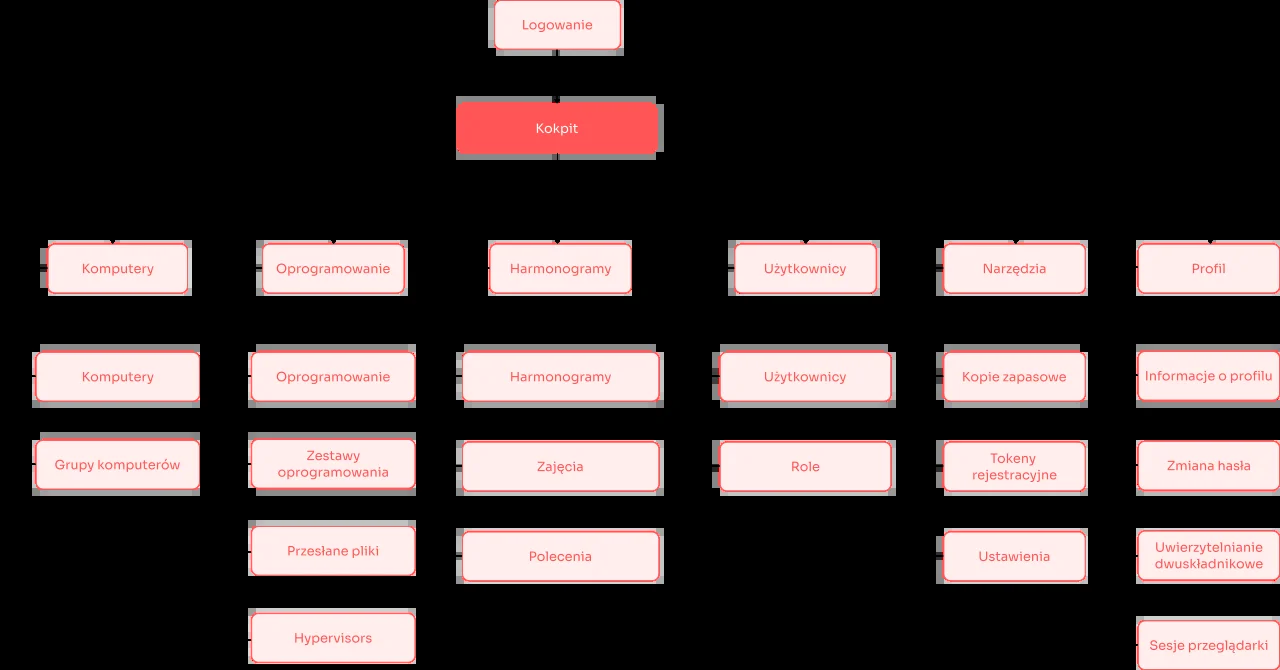 Logowanie
Kokpit
Komputery
Oprogramowanie
Harmonogramy
Użytkownicy
Narzędzia
Profil
Komputery
Oprogramowanie
Harmonogramy
Użytkownicy
Kopie zapasowe
Informacje o profilu
Grupy komputerów
Zestawy
oprogramowania
Zajęcia
Role
Tokeny
rejestracyjne
Zmiana hasła
Przesłane pliki
Polecenia
Ustawienia
Uwierzytelnianie
dwuskładnikowe
Hypervisors
Sesje przeglądarki